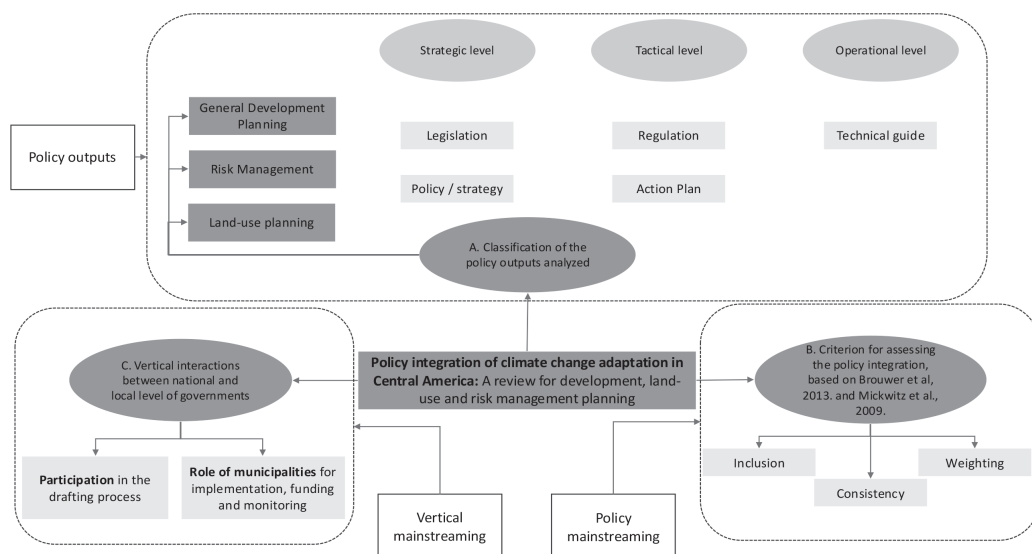 Strategic level
Tactical level
Operational level
General Development
Planning
Legislation
Regulation
Technical guide
Policy outputs
Risk Management
Policy / strategy
Action Plan
Land-use planning
A. Classification of the
policy outputs analyzed
C. Vertical interactions
between national and
local level of governments
Policy integration of climate change adaptation in
Central America: A review for development, land-
use and risk management planning
B. Criterion for assessing
the policy integration,
based on Brouwer et al,
2013. and Mickwitz et al.,
2009.
Participation in the
drafting process
Role of municipalities for
implementation, funding
and monitoring
Inclusion
Weighting
Consistency
Vertical
mainstreaming
Policy
mainstreaming